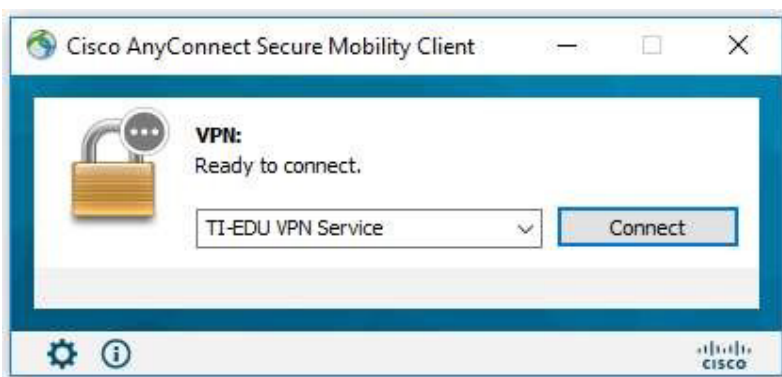 Cisco AnyConnect Secure Mobility Client
VPN:
Ready to connect.
TI-EDU VPN Service
Connect
CISCO